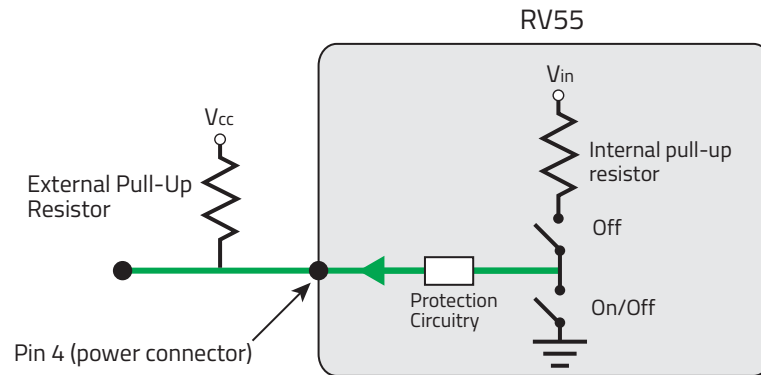 RV55
Vin
Vcc
Internal pull-up
resistor
External Pull-Up
Resistor
Off
Protection
Circuitry
On/Off
Pin 4 (power connector)